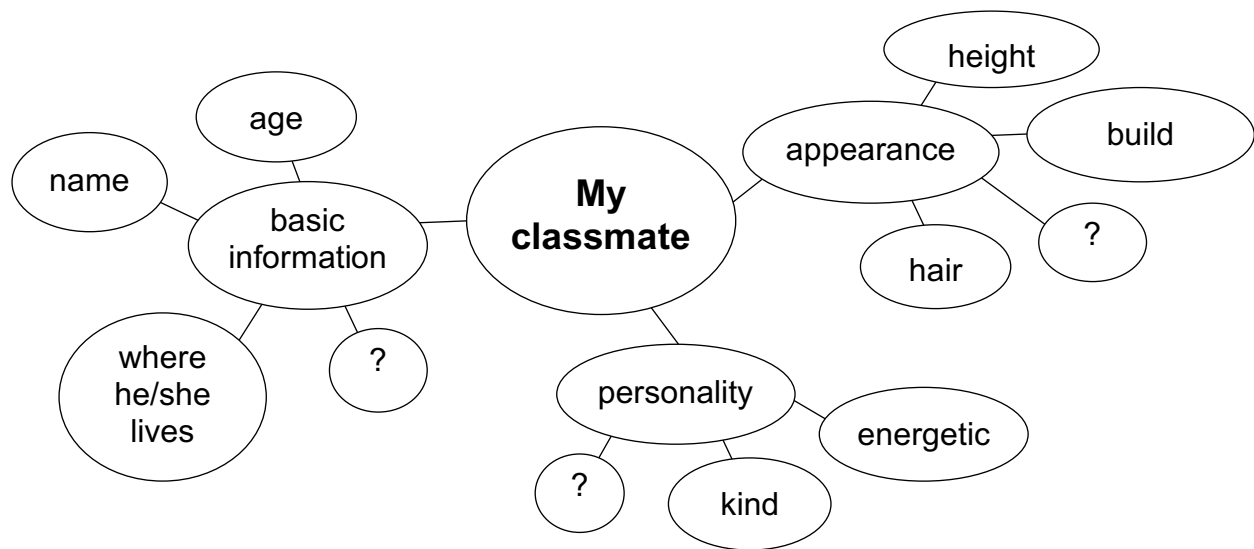 My
classmate
basic
information
name
age
where
he/she
lives
?
appearance
height
build
?
hair
personality
energetic
kind
?